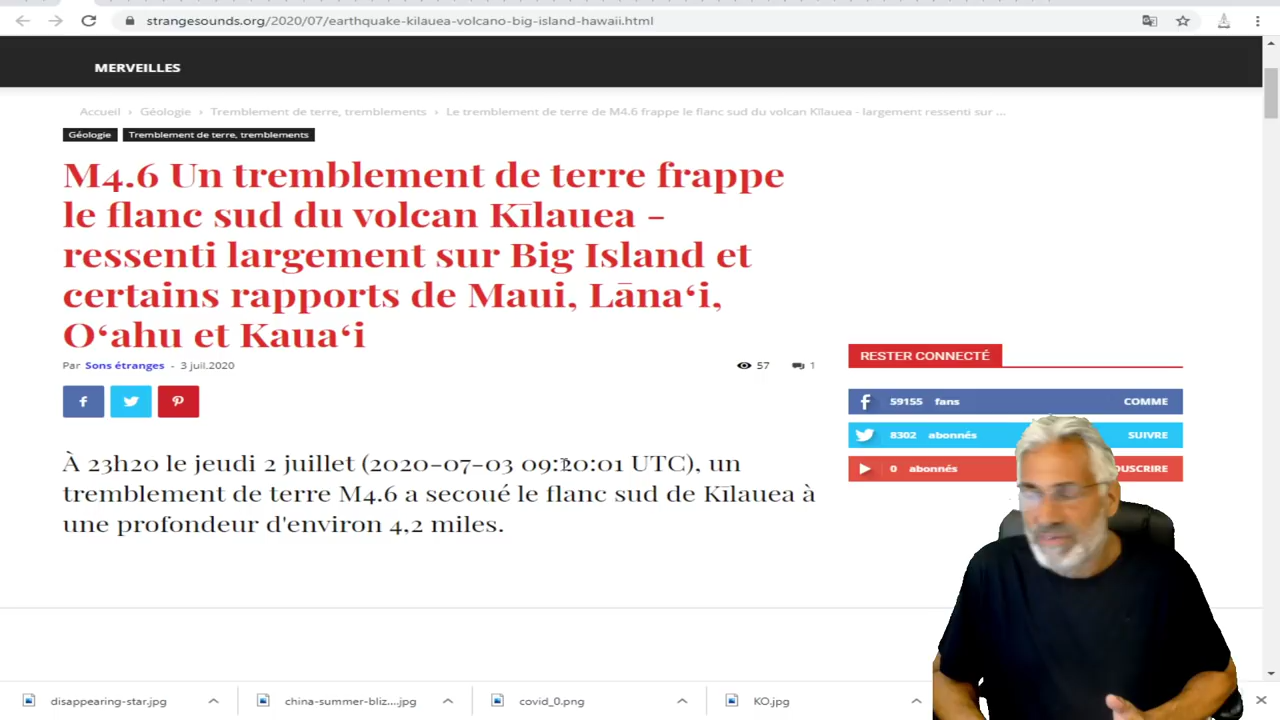 strangesounds.org/2020/07/earthquake-kilauea-volcano-big-island-hawaii.html
MERVEILLES
Accueil › Géologie › Tremblement de terre, tremblements › Le tremblement de terre de M4.6 frappe le flanc sud du volcan Kīlauea - largement ressenti sur ...
Géologie Tremblement de terre, tremblements
M4.6 Un tremblement de terre frappe
le flanc sud du volcan Kīlauea -
ressenti largement sur Big Island et
certains rapports de Maui, Lānaʻi,
Oʻahu et Kauaʻi
Par Sons étranges - 3 juil.2020 57 1
À 23h20 le jeudi 2 juillet (2020-07-03 09:20:01 UTC), un
tremblement de terre M4.6 a secoué le flanc sud de Kīlauea à
une profondeur d'environ 4,2 miles.
RESTER CONNECTÉ
59155 fans COMME
8302 abonnés SUIVRE
0 abonnés
disappearing-star.jpg china-summer-bliz....jpg covid_0.png KO.jpg